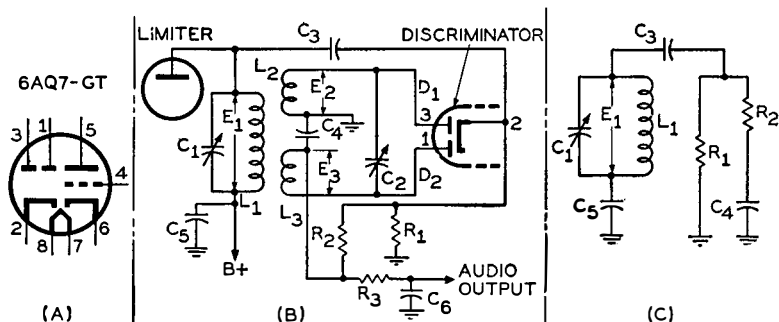 6AQ7-GT
3 1 5
4
2 8 7 6
(A)
LIMITER
C3
DISCRIMINATOR
L2
E2
D1
E1
C4
3
2
C1
1
E3
C2
D2
L1
L3
C5
R2
R1
B+
R3
AUDIO
OUTPUT
C6
(B)
C3
E1
R2
C1
L1
R1
C5
C4
(C)